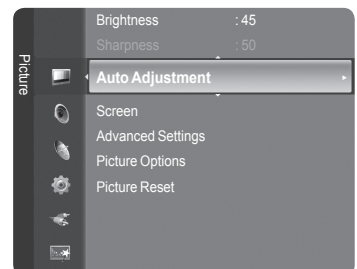 Picture
Brightness : 45
Sharpness : 50
Auto Adjustment
Screen
Advanced Settings
Picture Options
Picture Reset